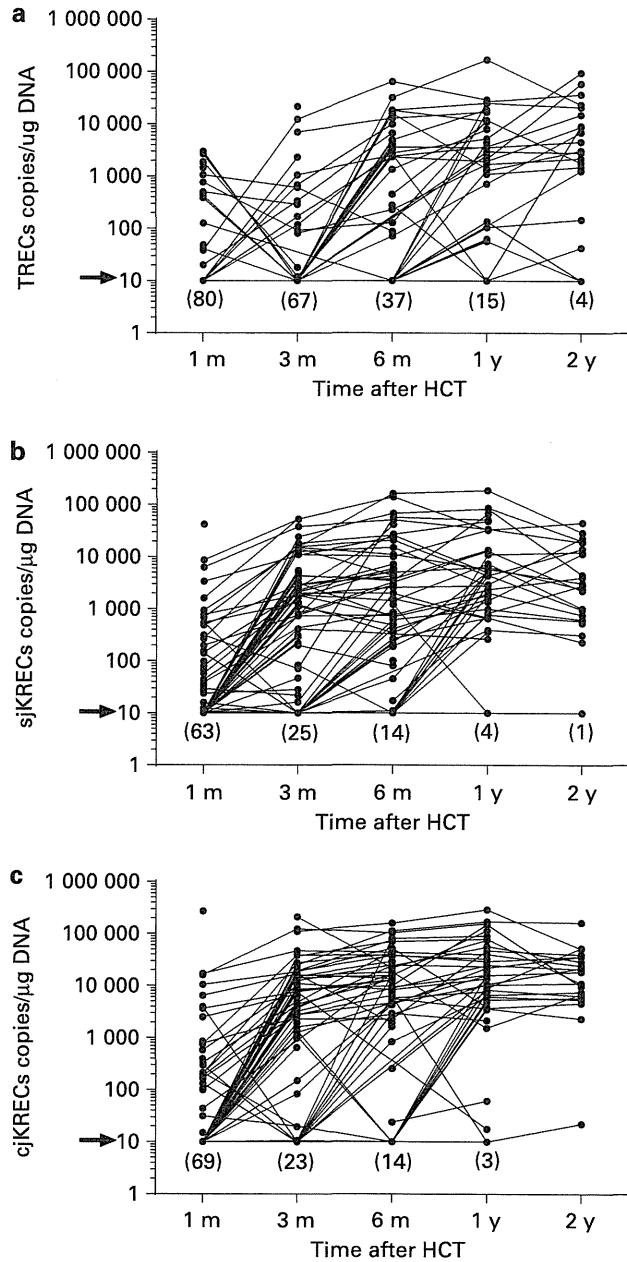 a
TRECs copies/ug DNA
1 000 000
100 000
10 000
1 000
100
10
1
(80) (67) (37) (15) (4)
1 m 3 m 6 m 1 y 2 y
Time after HCT
b
sjKRECs copies/µg DNA
1 000 000
100 000
10 000
1 000
100
10
1
(63) (25) (14) (4) (1)
1 m 3 m 6 m 1 y 2 y
Time after HCT
c
cjKRECs copies/µg DNA
1 000 000
100 000
10 000
1 000
100
10
1
(69) (23) (14) (3)
1 m 3 m 6 m 1 y 2 y
Time after HCT